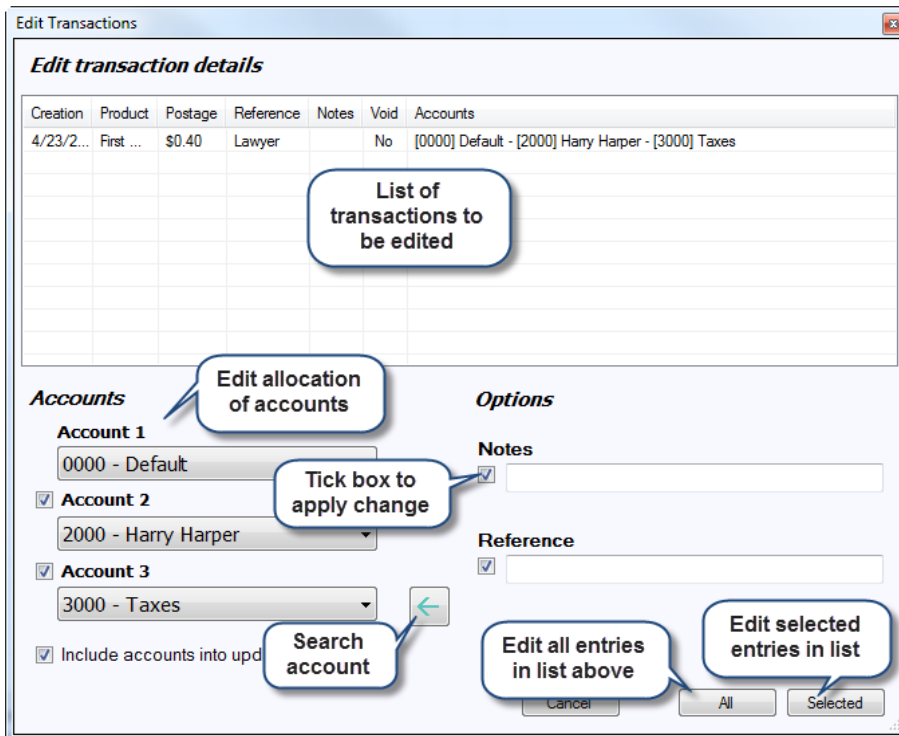 Edit Transactions
Edit transaction details
Creation Product Postage Reference Notes Void Accounts
4/23/2... First ... $0.40 Lawyer No [0000] Default - [2000] Harry Harper - [3000] Taxes
List of
transactions to
be edited
Edit allocation
of accounts
Accounts
Account 1
0000 - Default
Account 2
2000 - Harry Harper
Account 3
3000 - Taxes
Search
account
Include accounts into upd
Options
Notes
Tick box to
apply change
Reference
Edit all entries
in list above
Edit selected
entries in list
Cancel All Selected